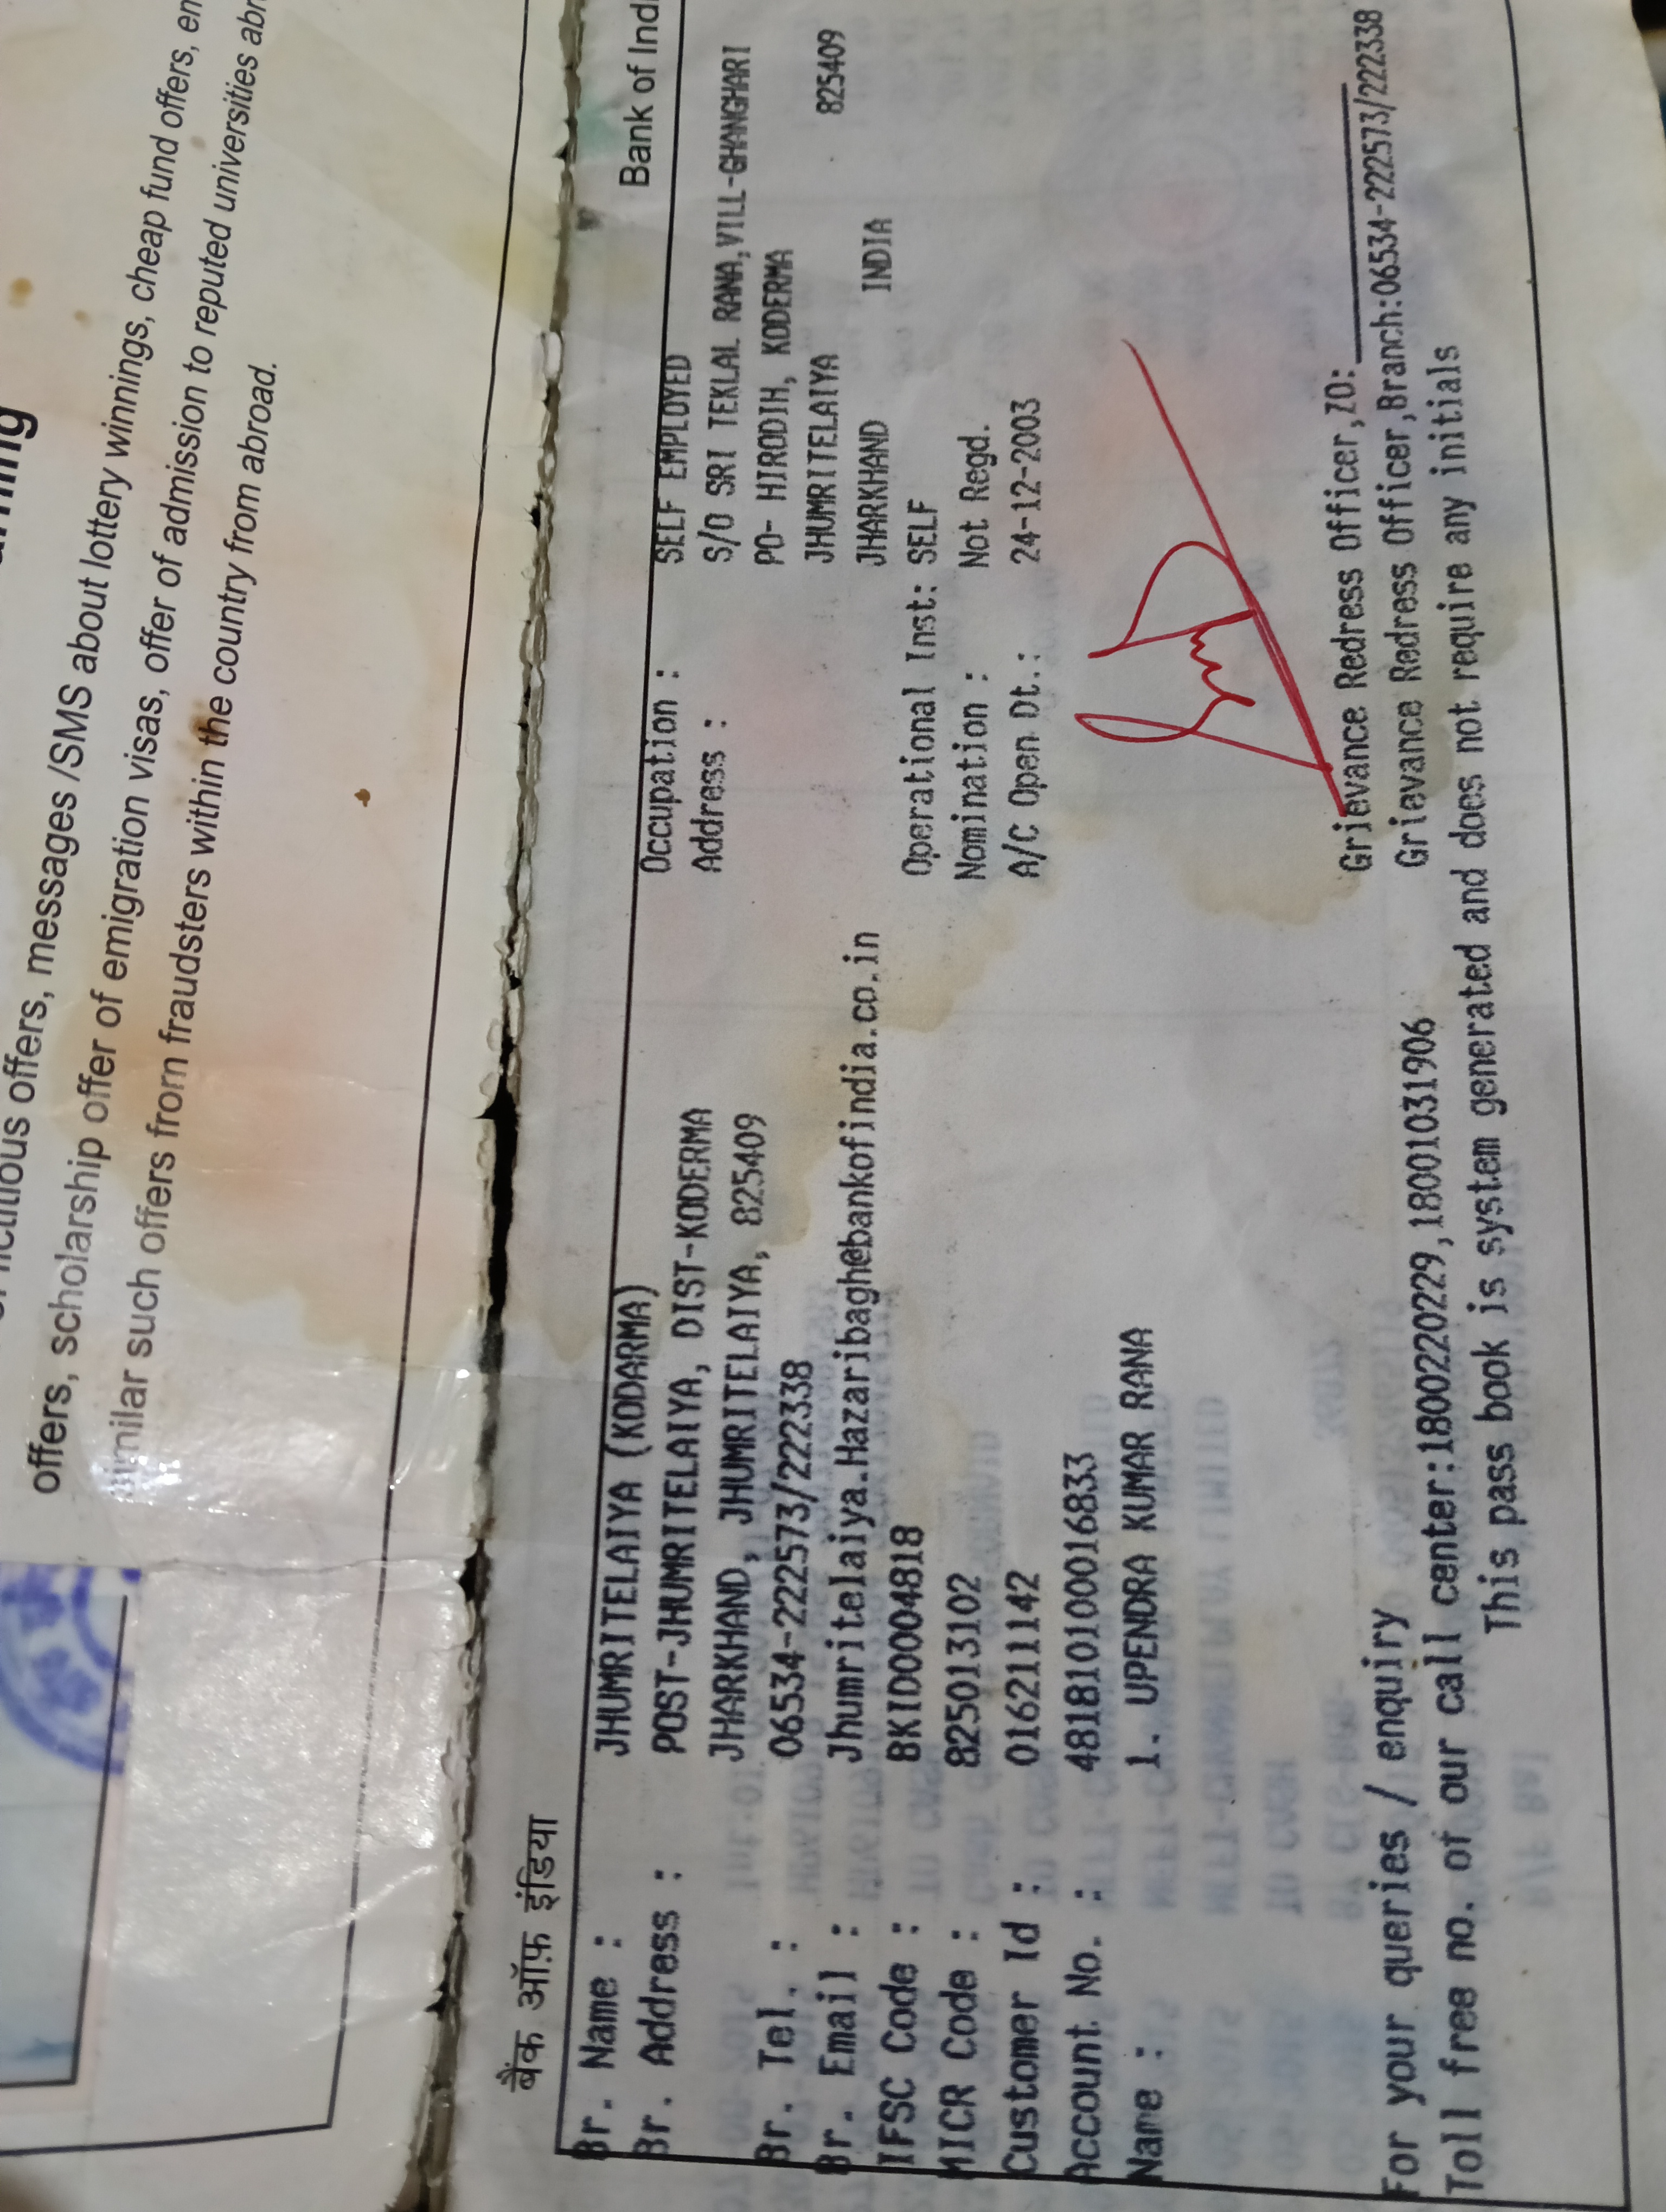 offers, messages /SMS about lottery winnings, cheap fund offers,
offers, scholarship offer of emigration visas, offer of admission to reputed universities
similar such offers from fraudsters within the country from abroad.
बैंक ऑफ़ इंडिया Bank of
Br. Name : JHUMRITELAIYA (KODARMA) Occupation : SELF EMPLOYED
Br. Address : POST-JHUMRITELAIYA, DIST-KODERMA Address : S/O SRI TEKLAL RANA,VILL-GHANGHARI
JHARKHAND, JHUMRITELAIYA, 825409 PO- HIRODIH, KODERMA
Br. Tel. : 06534-222573/222338 JHUMRITELAIYA 825409
Br. Email : Jhumritelaiya.Hazaribagh@bankofindia.co.in JHARKHAND INDIA
IFSC Code : BKID0004818 Operational Inst: SELF
MICR Code : 825013102 Nomination : Not Regd.
Customer Id : 016211142 A/C Open Dt.: 24-12-2003
Account No. : 481810100016833
Name : 1. UPENDRA KUMAR RANA
For your queries / enquiry Grievance Redress Officer,ZO:
Toll free no. of our call center:1800220229,18001031906 Grievance Redress Officer,Branch:06534-222573/222338
This pass book is system generated and does not require any initials